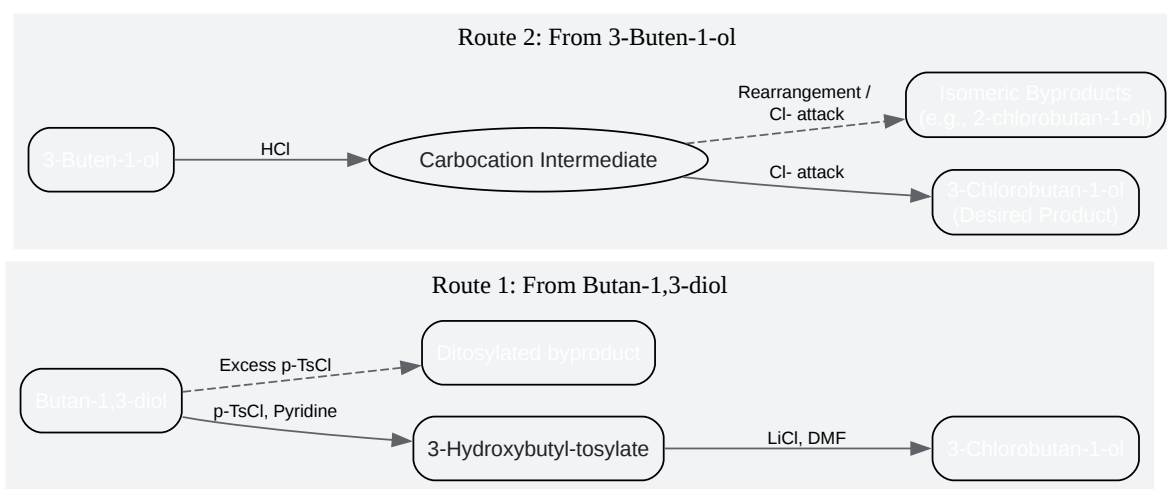 Route 2: From 3-Buten-1-ol
Rearrangement /
Cl- attack
Isomeric Byproducts
(e.g., 2-chlorobutan-1-ol)
3-Buten-1-ol
HCl
Carbocation Intermediate
Cl- attack
3-Chlorobutan-1-ol
(Desired Product)
Route 1: From Butan-1,3-diol
Excess p-TsCl
Ditosylated byproduct
Butan-1,3-diol
p-TsCl, Pyridine
3-Hydroxybutyl-tosylate
LiCl, DMF
3-Chlorobutan-1-ol